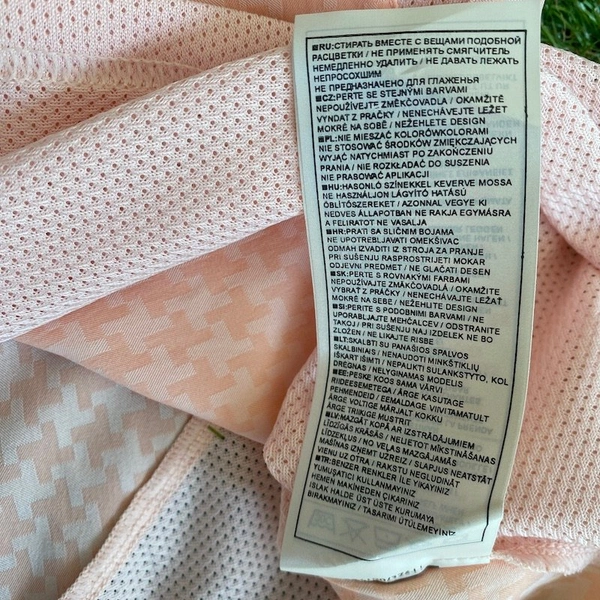 ■RU:СТИРАТЬ ВМЕСТЕ С ВЕЩАМИ ПОДОБНОЙ
РАСЦВЕТКИ / НЕ ПРИМЕНЯТЬ СМЯГЧИТЕЛЬ
НЕМЕДЛЕННО УДАЛИТЬ / НЕ ДАВАТЬ ЛЕЖАТЬ
НЕПРОСОХШИМ
НЕ ПРЕДНАЗНАЧЕНО ДЛЯ ГЛАЖЕНЬЯ
■CZ:PERTE SE STEJNÝMI BARVAMI
NEPOUŽÍVEJTE ZMĚKČOVADLA / OKAMŽITĚ
VYNDAT Z PRAČKY / NENECHÁVEJTE LEŽET
MOKRÉ NA SOBĚ / NEŽEHLETE DESIGN
■PL:NIE MIESZAĆ KOLORÓWKOLORAMI
NIE STOSOWAĆ ŚRODKÓW ZMIĘKCZAJĄCYCH
WYJĄĆ NATYCHMIAST PO ZAKOŃCZENIU
PRANIA / NIE ROZKŁADAĆ DO SUSZENIA
NIE PRASOWAĆ APLIKACJI
■HU:HASONLÓ SZÍNEKKEL KEVERVE MOSSA
NE HASZNÁLJON LÁGYÍTÓ HATÁSÚ
ÖBLÍTŐSZEREKET / AZONNAL VEGYE KI
NEDVES ÁLLAPOTBAN NE RAKJA EGYMÁSRA
A FELIRATOT NE VASALJA
■HR:PRATI SA SLIČNIM BOJAMA
NE UPOTREBLJAVATI OMEKŠIVAC
ODMAH IZVADITI IZ STROJA ZA PRANJE
PRI SUŠENJU RASPROSTRIJETI MOKAR
ODJEVNI PREDMET / NE GLAČATI DESEN
■SK:PERTE S ROVNAKÝMI FARBAMI
NEPOUŽÍVAJTE ZMÄKČOVADLÁ / OKAMŽITE
VYBRAŤ Z PRÁČKY / NENECHÁVAJTE LEŽAŤ
MOKRÉ NA SEBE / NEŽEHLITE DESIGN
■SI:PERITE S PODOBNIMI BARVAMI / NE
UPORABLJAJTE MEHČALCEV / ODSTRANITE
TAKOJ / PRI SUŠENJU NAJ IZDELEK NE BO
ZLOŽEN / NE LIKAJTE RISBE
■LT:SKALBTI SU PANAŠIOS SPALVOS
SKALBINIAIS / NENAUDOTI MINKŠTIKLIŲ
IŠKART IŠIMTI / NEPALIKTI SULANKSTYTO, KOL
DRĖGNAS / NELYGINAMAS MODELIS
■EE:PESKE KOOS SAMA VÄRVI
RIIDEESEMETEGA / ÄRGE KASUTAGE
PEHMENDEID / EEMALDAGE VIIVITAMATULT
ÄRGE VOLTIGE MÄRJALT KOKKU
ÄRGE TRIIKIGE MUSTRIT
■LV:MAZGĀT KOPĀ AR IZSTRĀDĀJUMIEM
LĪDZĪGĀS KRĀSĀS / NELIETOT MĪKSTINĀŠANAS
LĪDZEKĻUS / NO VEĻAS MAZGĀJAMĀS
MAŠĪNAS IZŅEMT UZREIZ / SLAPJUS NEATSTĀT
VIENU UZ OTRA / RAKSTU NEGLUDINĀT
■TR:BENZER RENKLER İLE YIKAYINIZ
YUMUŞATICI KULLANMAYINIZ
HEMEN MAKİNEDEN ÇIKARINIZ
ISLAK HALDE ÜST ÜSTE KURUMAYA
BIRAKMAYINIZ / TASARIMI ÜTÜLEMEYİNİZ